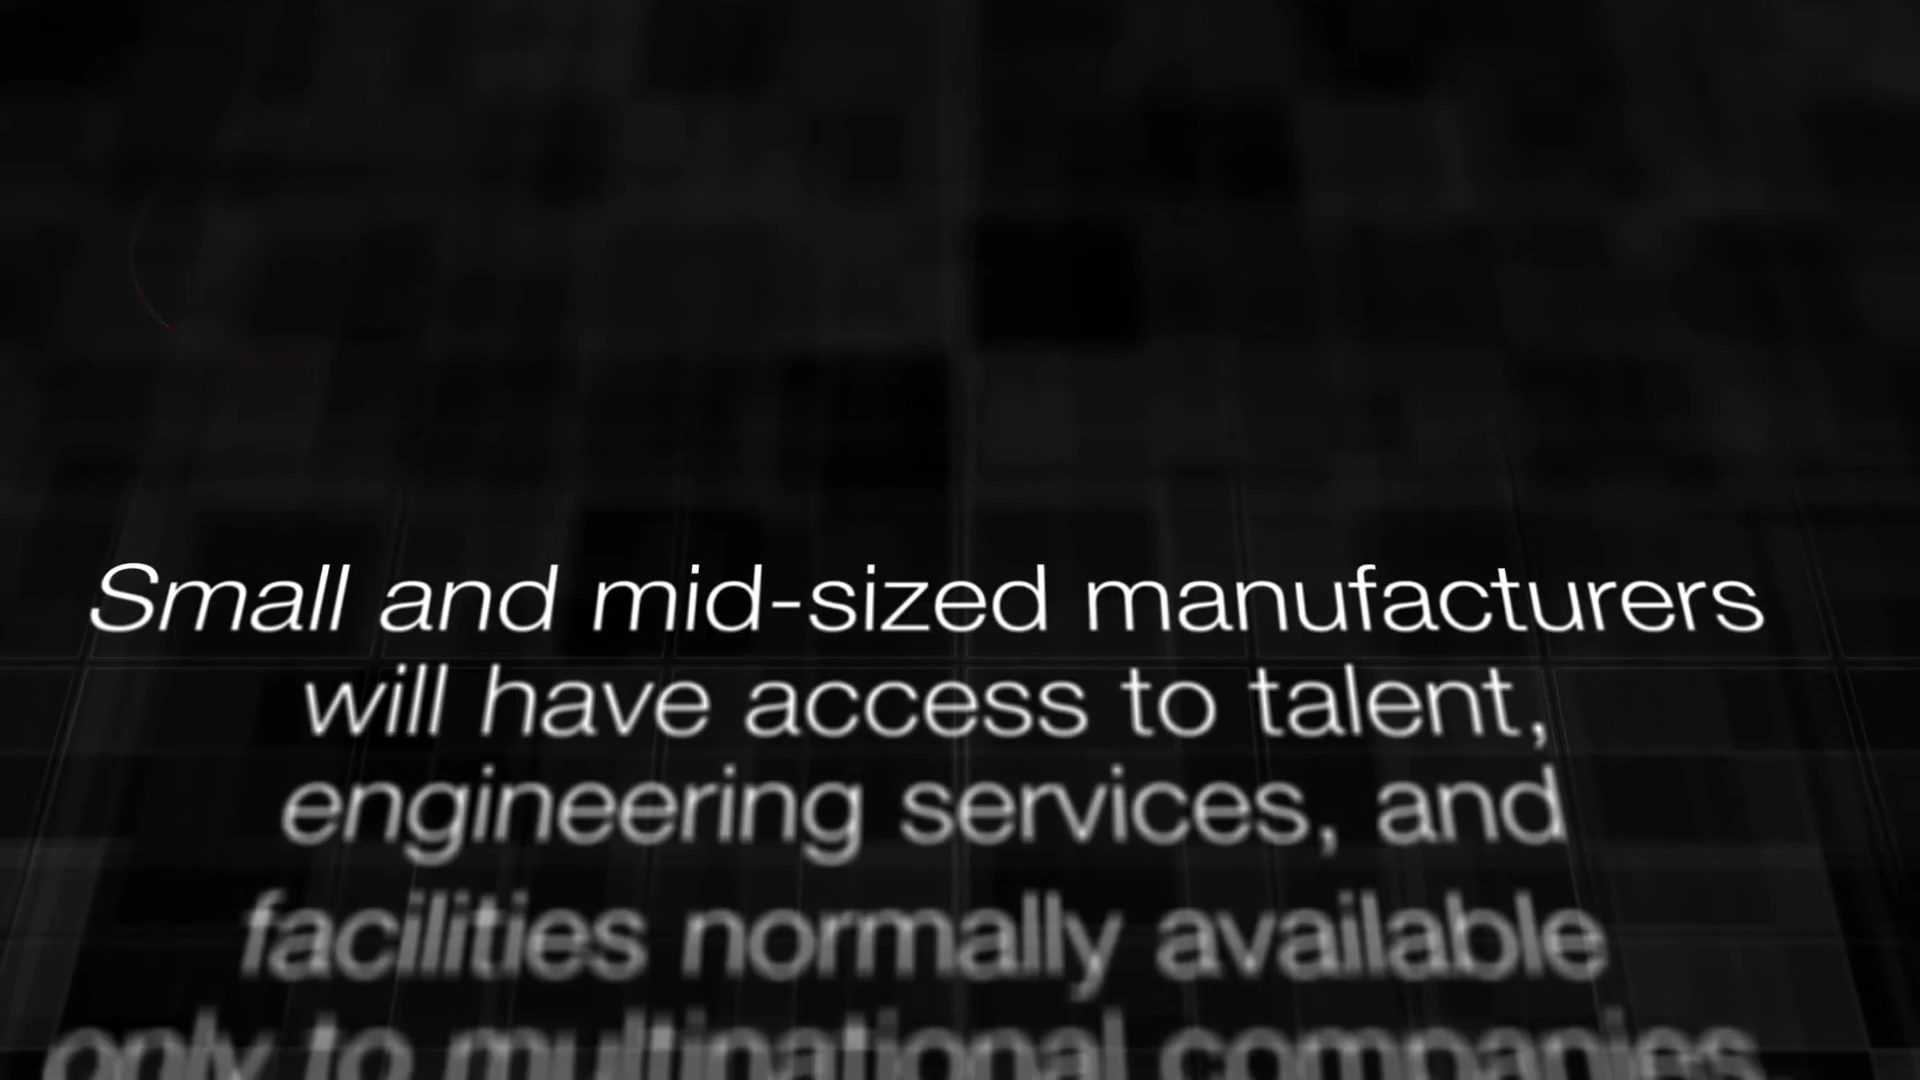 Small and mid-sized manufacturers
will have access to talent,
engineering services, and
facilities normally available
only to multinational companies